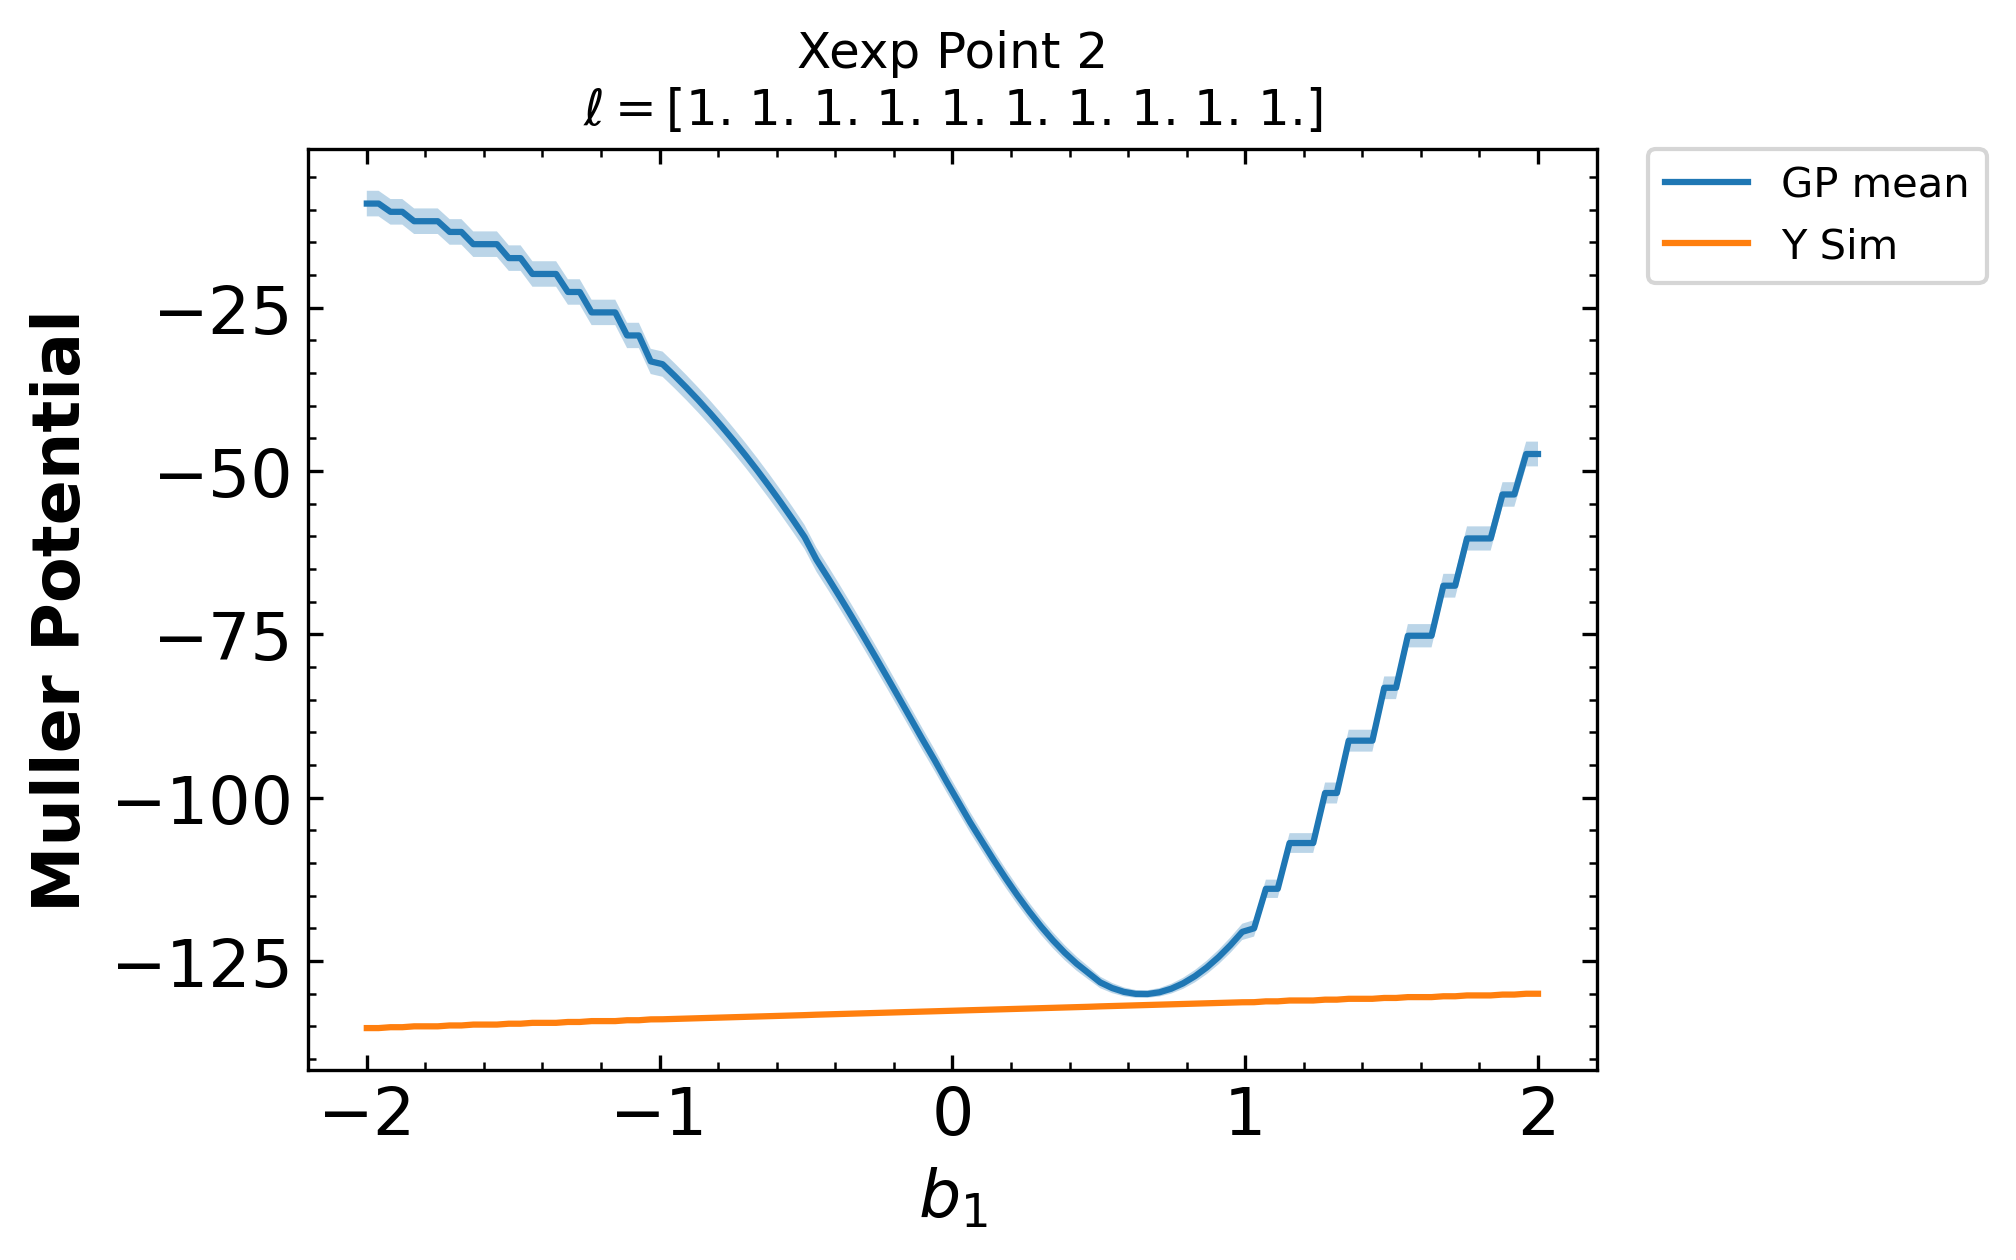 Xexp Point 2
ℓ = [1. 1. 1. 1. 1. 1. 1. 1. 1. 1.]
GP mean
Y Sim
Muller Potential
−25
−50
−75
−100
−125
−2 −1 0 1 2
b₁